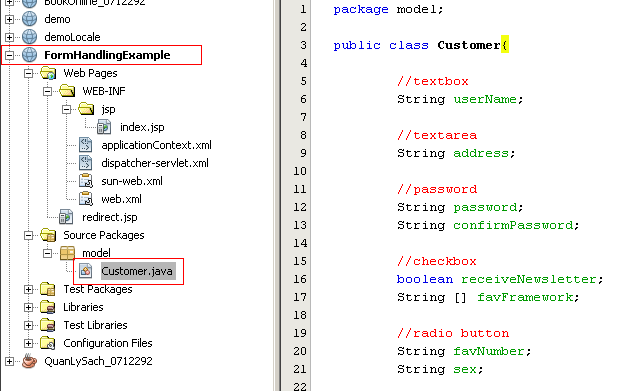 BookOnline_0712292
demo
demoLocale
FormHandlingExample
Web Pages
WEB-INF
jsp
index.jsp
applicationContext.xml
dispatcher-servlet.xml
sun-web.xml
web.xml
redirect.jsp
Source Packages
model
Customer.java
Test Packages
Libraries
Test Libraries
Configuration Files
QuanLySach_0712292
1 package model;
2
3 public class Customer{
4
5 //textbox
6 String userName;
7
8 //textarea
9 String address;
10
11 //password
12 String password;
13 String confirmPassword;
14
15 //checkbox
16 boolean receiveNewsletter;
17 String [] favFramework;
18
19 //radio button
20 String favNumber;
21 String sex;
22